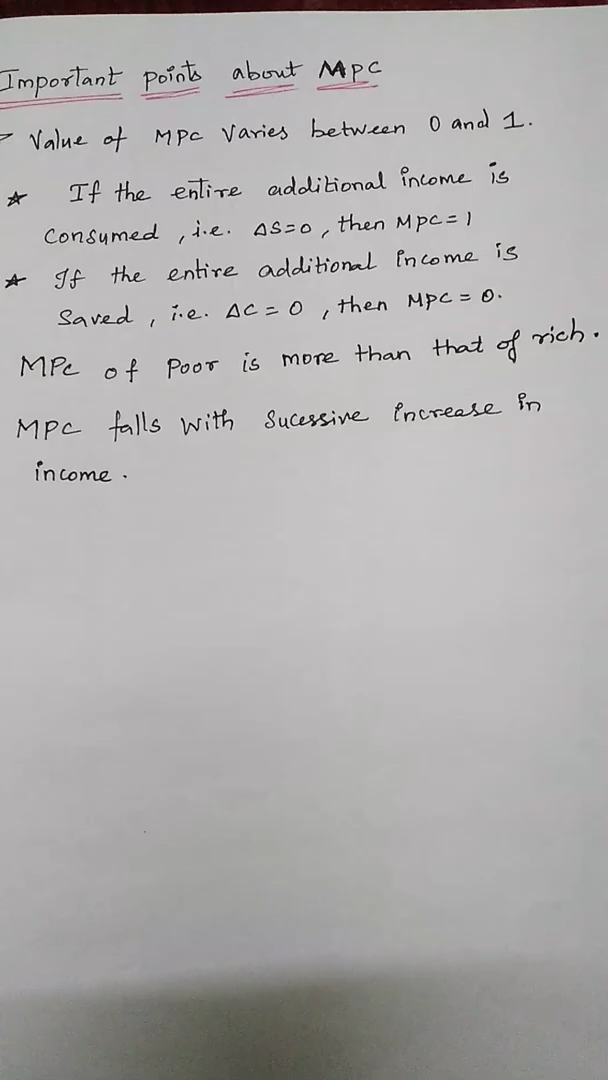 Important points about MPC
> Value of MPC Varies between 0 and 1.
★ If the entire additional income is
Consumed, i.e. ΔS=0, then MPC=1
★ If the entire additional income is
Saved, i.e. ΔC=0, then MPC=0.
MPC of Poor is more than that of rich.
MPC falls with Sucessive increase in
income.